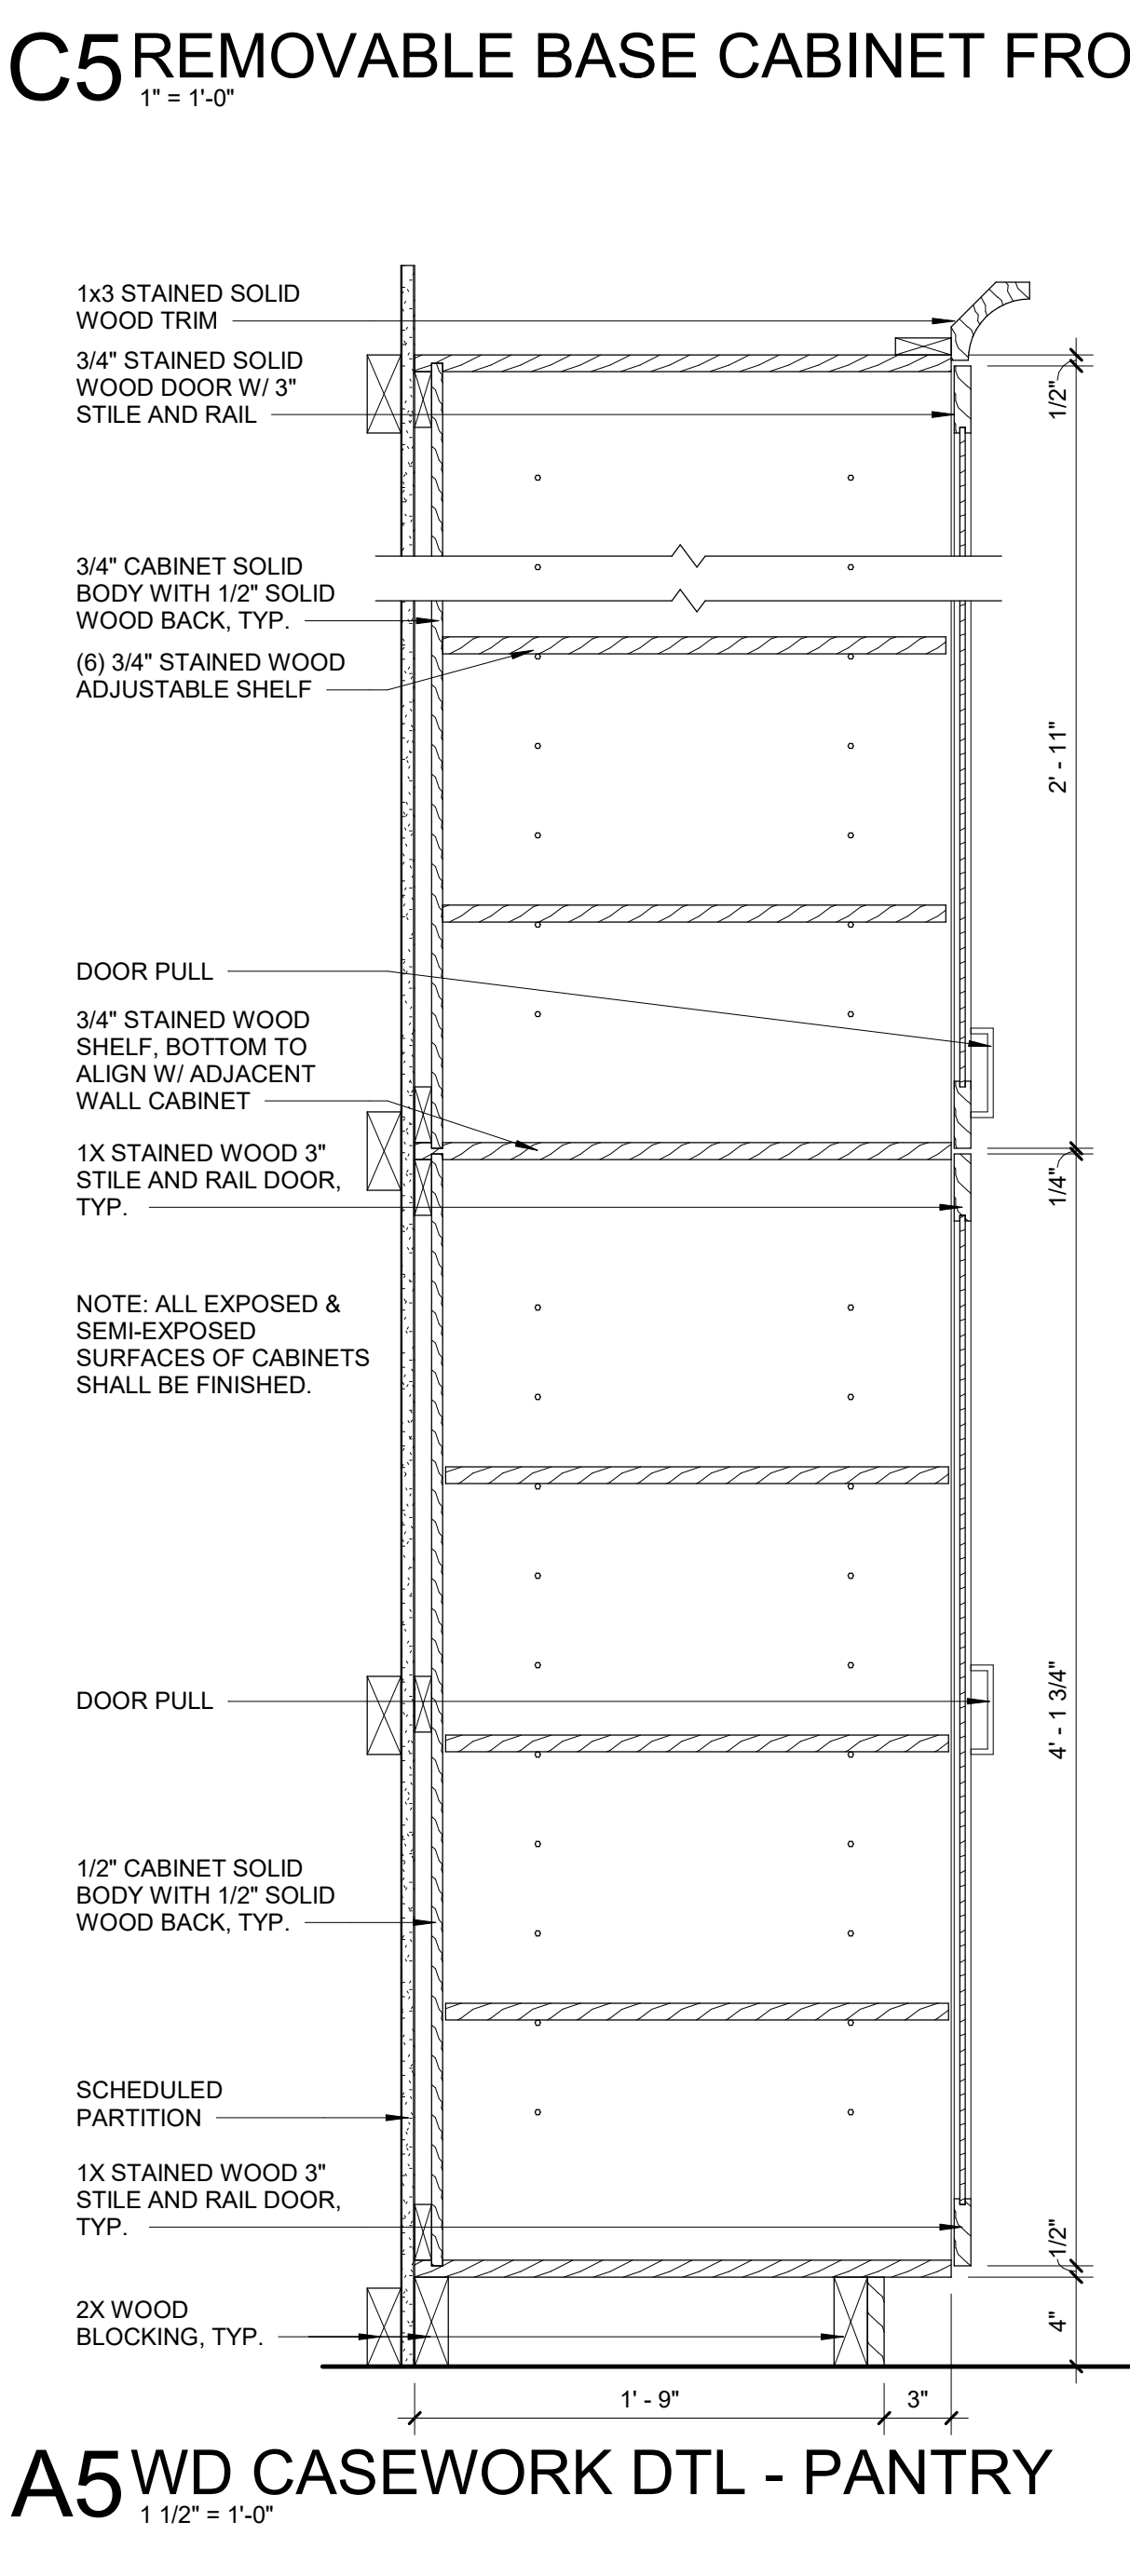 C5 REMOVABLE BASE CABINET FRO
1" = 1'-0"
1x3 STAINED SOLID
WOOD TRIM
3/4" STAINED SOLID
WOOD DOOR W/ 3"
STILE AND RAIL
1/2"
3/4" CABINET SOLID
BODY WITH 1/2" SOLID
WOOD BACK, TYP.
(6) 3/4" STAINED WOOD
ADJUSTABLE SHELF
2' - 11"
DOOR PULL
3/4" STAINED WOOD
SHELF, BOTTOM TO
ALIGN W/ ADJACENT
WALL CABINET
1X STAINED WOOD 3"
STILE AND RAIL DOOR,
TYP.
1/4"
NOTE: ALL EXPOSED &
SEMI-EXPOSED
SURFACES OF CABINETS
SHALL BE FINISHED.
DOOR PULL
4' - 1 3/4"
1/2" CABINET SOLID
BODY WITH 1/2" SOLID
WOOD BACK, TYP.
SCHEDULED
PARTITION
1X STAINED WOOD 3"
STILE AND RAIL DOOR,
TYP.
1/2"
2X WOOD
BLOCKING, TYP.
4"
1' - 9"
3"
A5 WD CASEWORK DTL - PANTRY
1 1/2" = 1'-0"